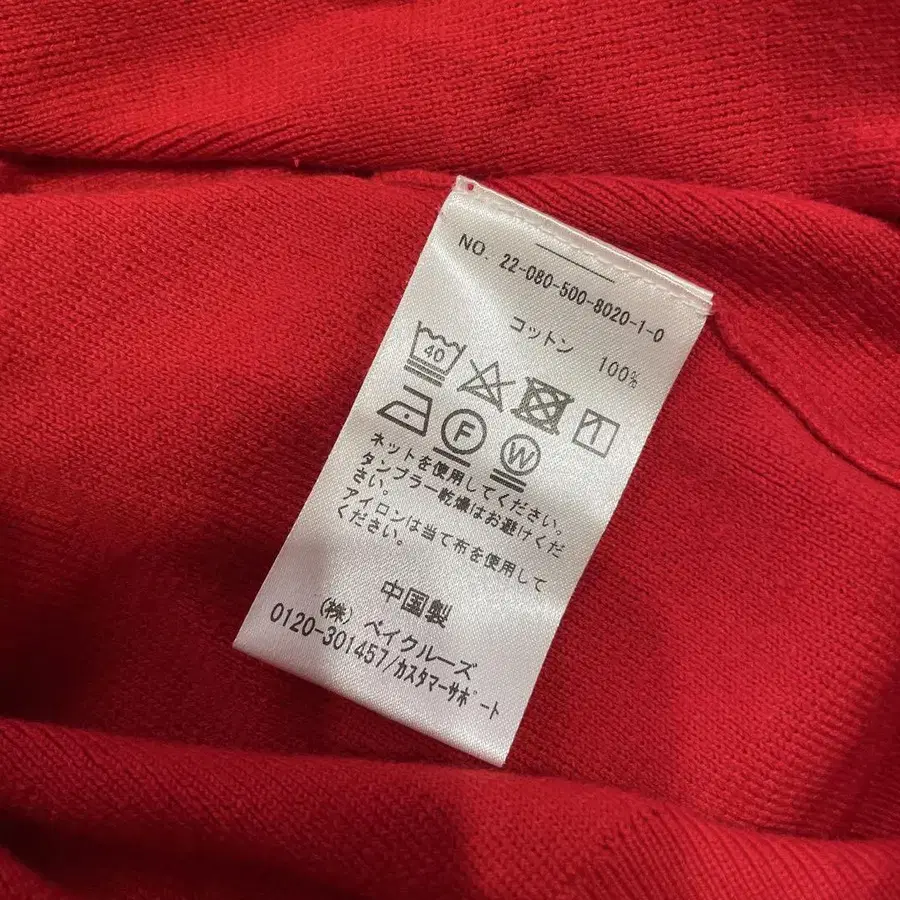 NO. 22-080-500-8020-1-0
コットン 100%
40
F W
ネットを使用してください。
タンブラー乾燥はお避けくだ
さい。
アイロンは当て布を使用して
ください。
中国製
(株) ベイクルーズ
0120-301457/カスタマーサポート